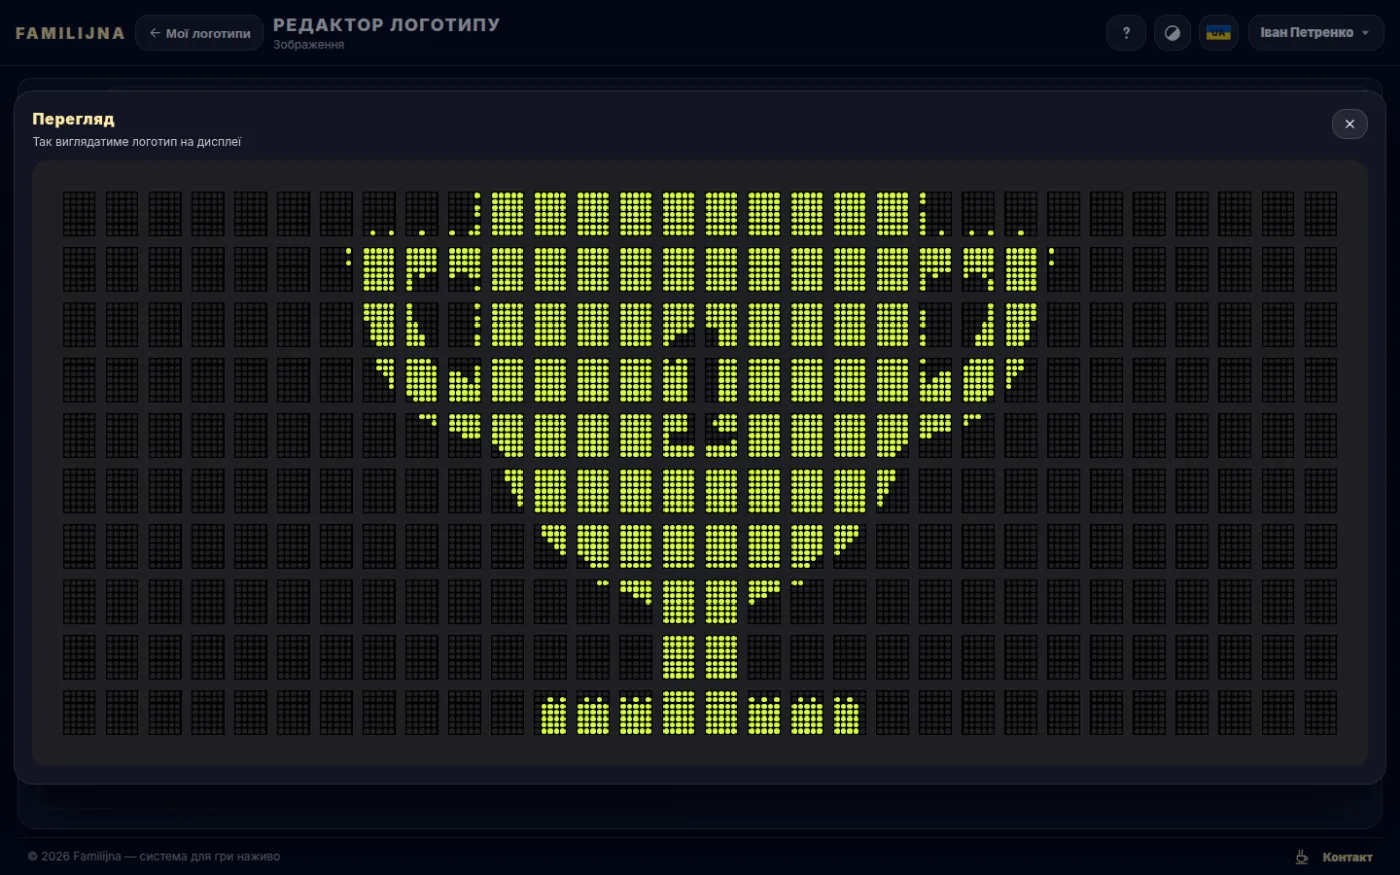 FAMILIJNA
← Мої логотипи
РЕДАКТОР ЛОГОТИПУ
Зображення
?
UA
Іван Петренко
Перегляд
Так виглядатиме логотип на дисплеї
© 2026 Familijna — система для гри наживо
Контакт